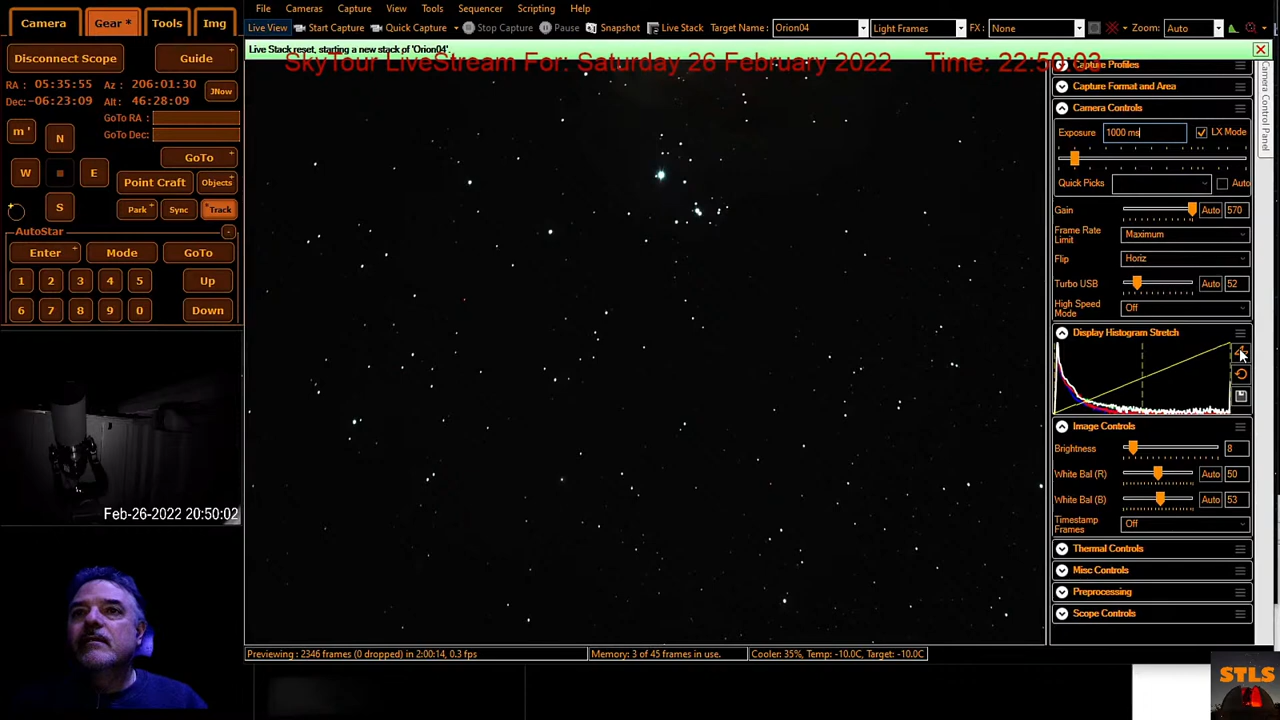 Camera Gear * Tools Img
File Cameras Capture View Tools Sequencer Scripting Help
Live View Start Capture Capture Quick Capture Stop Capture Pause Snapshot Live Stack Target Name: Orion04 Light Frames FX: None Zoom: Auto
Live Stack reset, starting a new stack of 'Orion04'.
SkyTour LiveStream For: Saturday 26 February 2022 Time: 22:50:03
Disconnect Scope Guide
RA : 05:35:55 Az : 206:01:30
Dec: -06:23:09 Alt: 46:28:09
JNow
GoTo RA :
GoTo Dec:
m ' N
GoTo
W E
Point Craft Objects
S
Park Sync Track
AutoStar
Enter Mode GoTo
1 2 3 4 5 Up
6 7 8 9 0 Down
Feb-26-2022 20:50:02
Capture Profiles
Capture Format and Area
Camera Controls
Exposure 1000 ms LX Mode
Quick Picks Auto
Gain Auto 570
Frame Rate
Limit
Maximum
Flip Horiz
Turbo USB Auto 52
High Speed
Mode
Off
Display Histogram Stretch
Image Controls
Brightness 8
White Bal (R) Auto 50
White Bal (B) Auto 53
Timestamp
Frames
Off
Thermal Controls
Misc Controls
Preprocessing
Scope Controls
Camera Control Panel
Previewing : 2346 frames (0 dropped) in 2:00:14, 0.3 fps Memory: 3 of 45 frames in use. Cooler: 35%, Temp: -10.0C, Target: -10.0C
STLS